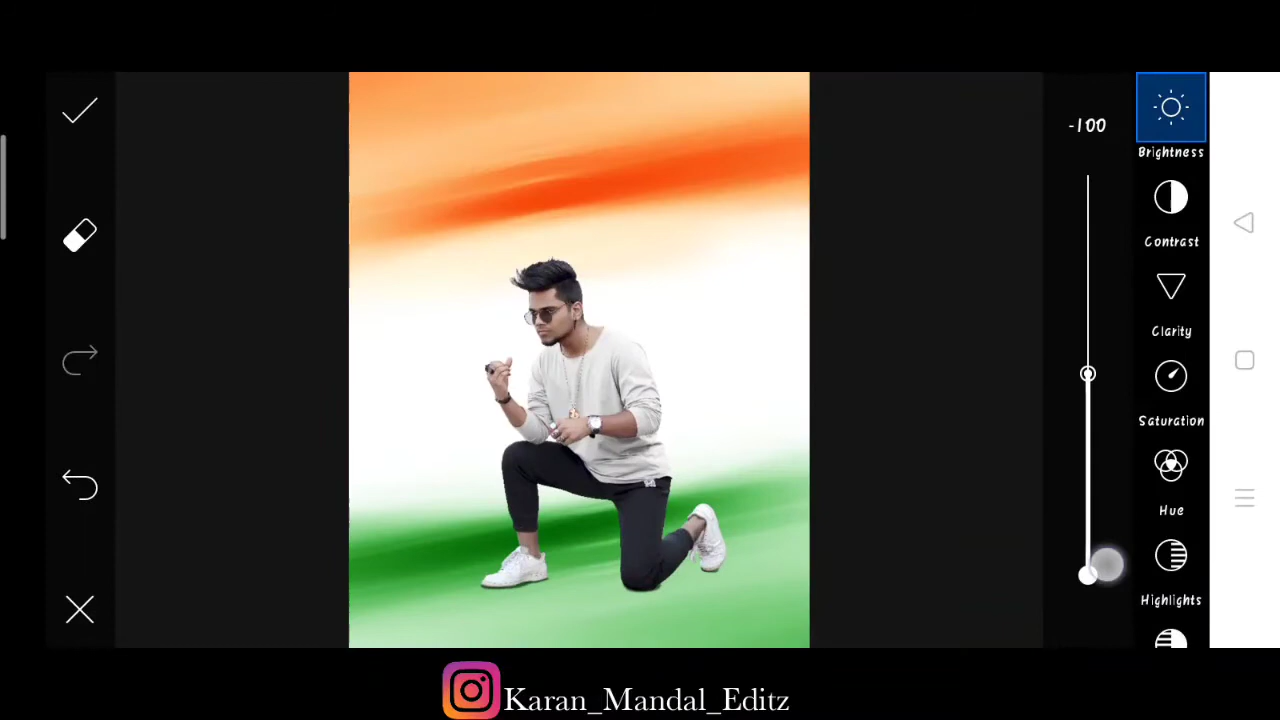 -100
Brightness
Contrast
Clarity
Saturation
Hue
Highlights
Karan_Mandal_Editz